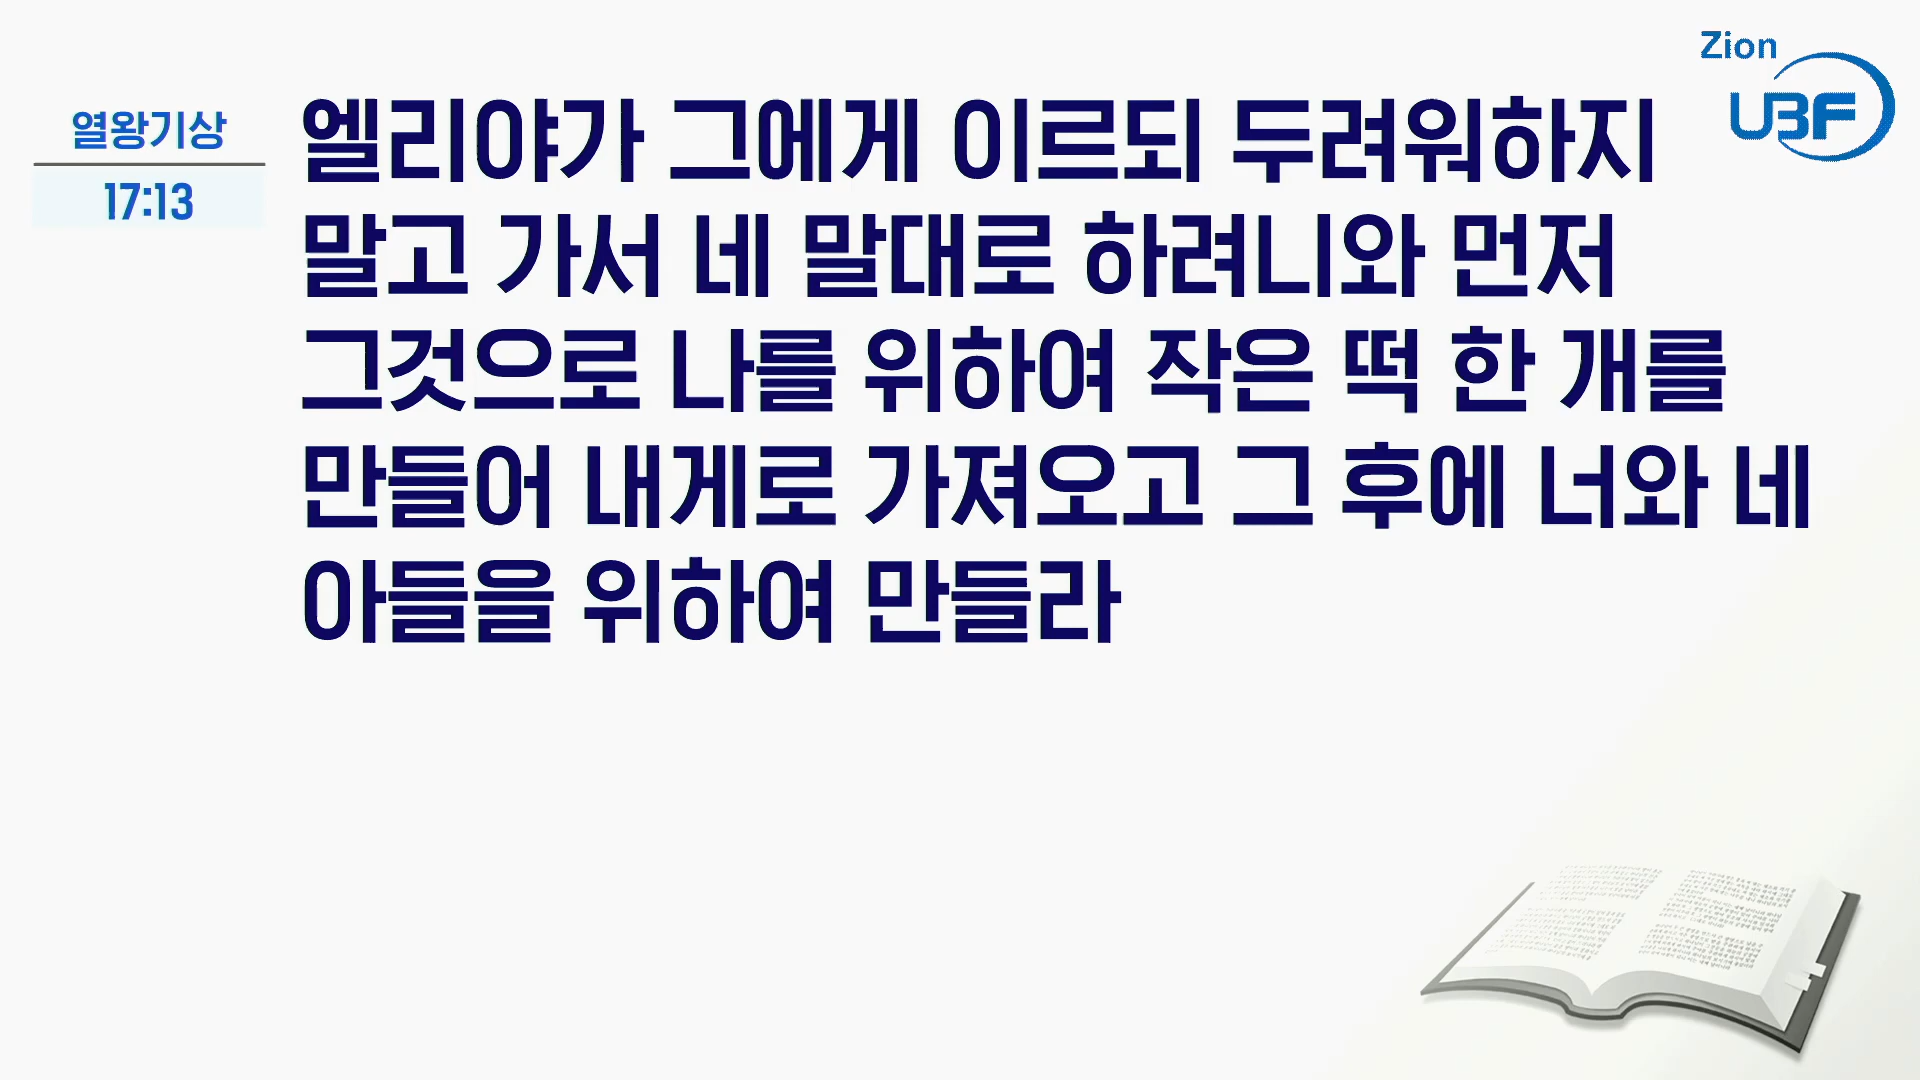 열왕기상
17:13
엘리야가 그에게 이르되 두려워하지
말고 가서 네 말대로 하려니와 먼저
그것으로 나를 위하여 작은 떡 한 개를
만들어 내게로 가져오고 그 후에 너와 네
아들을 위하여 만들라
Zion
UBF